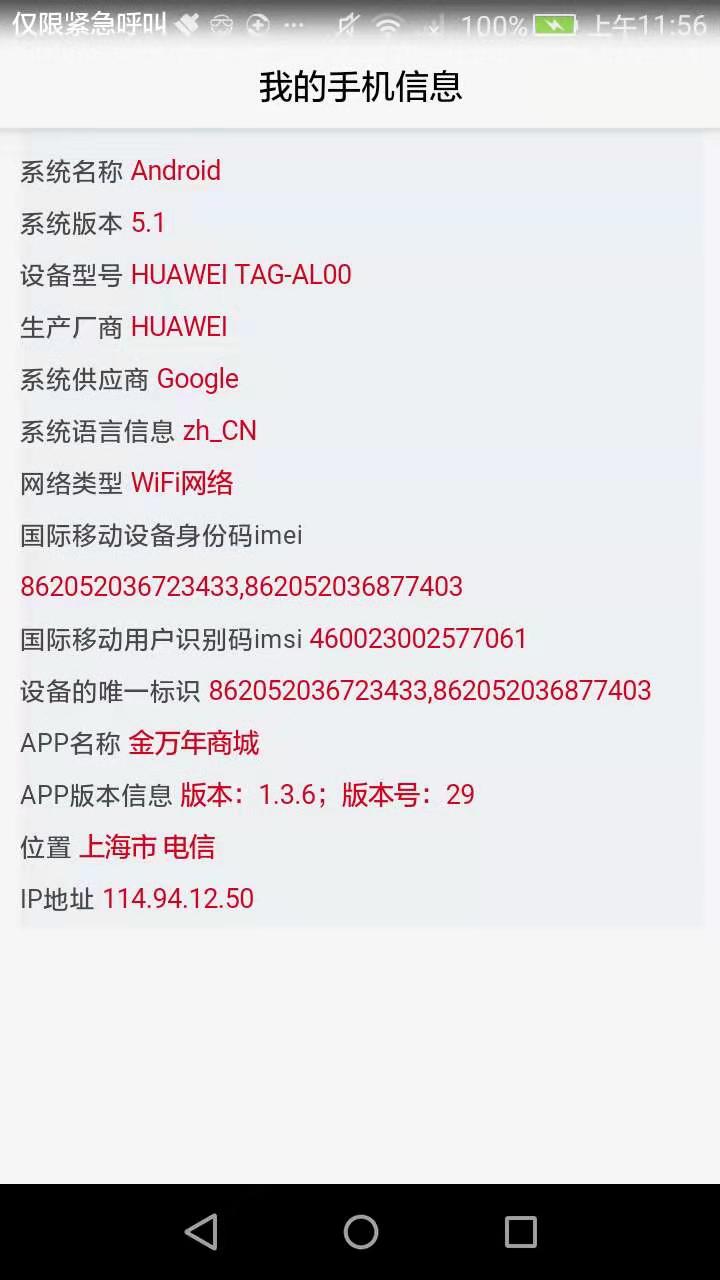 仅限紧急呼叫 100% 上午11:56
我的手机信息
系统名称 Android
系统版本 5.1
设备型号 HUAWEI TAG-AL00
生产厂商 HUAWEI
系统供应商 Google
系统语言信息 zh_CN
网络类型 WiFi网络
国际移动设备身份码imei
862052036723433,862052036877403
国际移动用户识别码imsi 460023002577061
设备的唯一标识 862052036723433,862052036877403
APP名称 金万年商城
APP版本信息 版本：1.3.6；版本号：29
位置 上海市 电信
IP地址 114.94.12.50